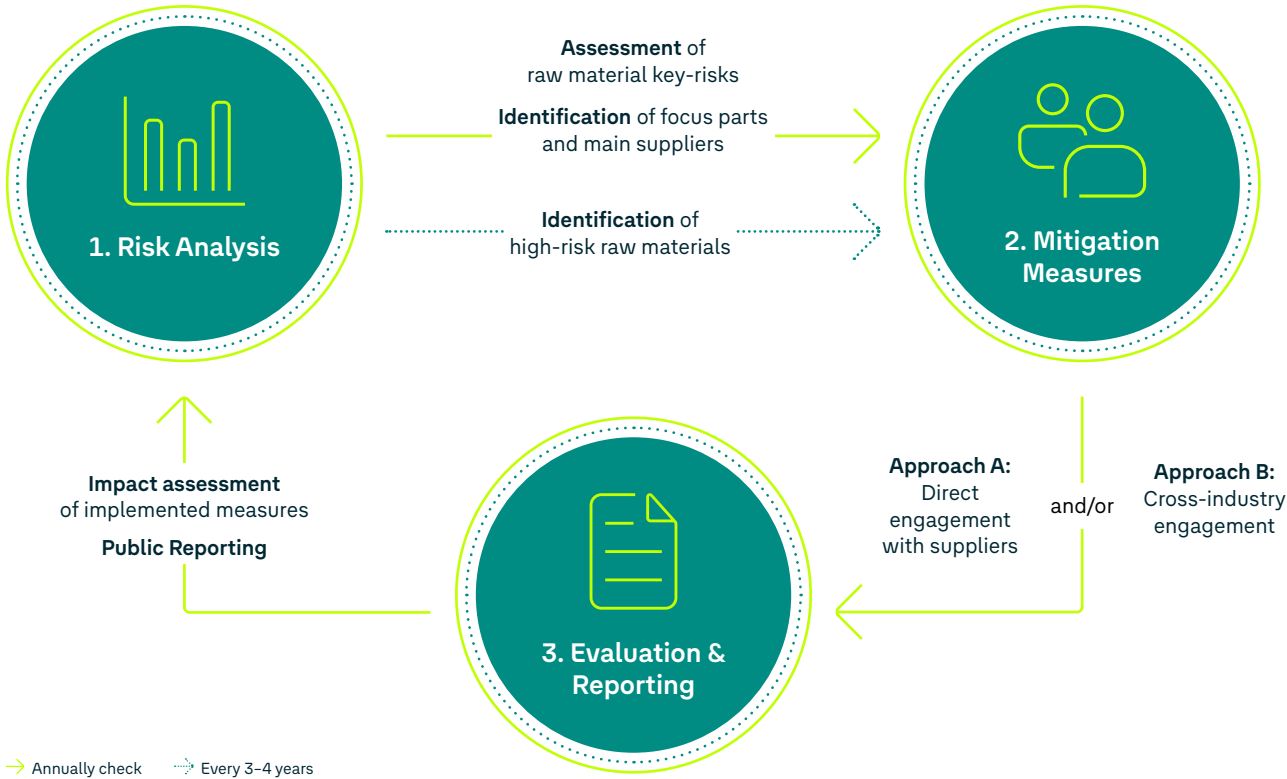 Assessment of
raw material key-risks
Identification of focus parts
and main suppliers
Identification of
high-risk raw materials
1. Risk Analysis
2. Mitigation
Measures
Approach A:
Direct
engagement
with suppliers
and/or
Approach B:
Cross-industry
engagement
3. Evaluation &
Reporting
Impact assessment
of implemented measures
Public Reporting
Annually check
Every 3–4 years